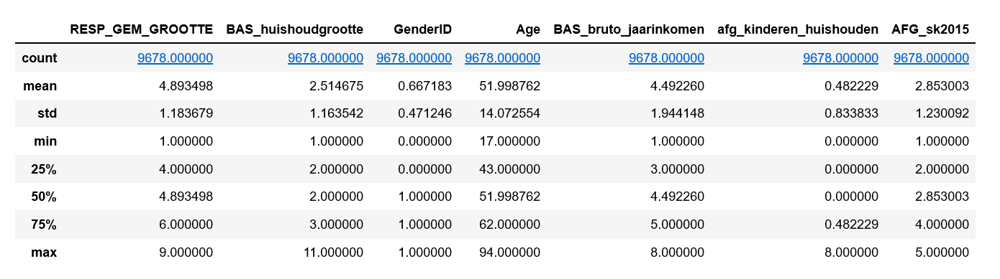 RESP_GEM_GROOTTE BAS_huishoudgrootte GenderID Age BAS_bruto_jaarinkomen afg_kinderen_huishouden AFG_sk2015
count 9678.000000 9678.000000 9678.000000 9678.000000 9678.000000 9678.000000 9678.000000
mean 4.893498 2.514675 0.667183 51.998762 4.492260 0.482229 2.853003
std 1.183679 1.163542 0.471246 14.072554 1.944148 0.833833 1.230092
min 1.000000 1.000000 0.000000 17.000000 1.000000 0.000000 1.000000
25% 4.000000 2.000000 0.000000 43.000000 3.000000 0.000000 2.000000
50% 4.893498 2.000000 1.000000 51.998762 4.492260 0.000000 2.853003
75% 6.000000 3.000000 1.000000 62.000000 5.000000 0.482229 4.000000
max 9.000000 11.000000 1.000000 94.000000 8.000000 8.000000 5.000000